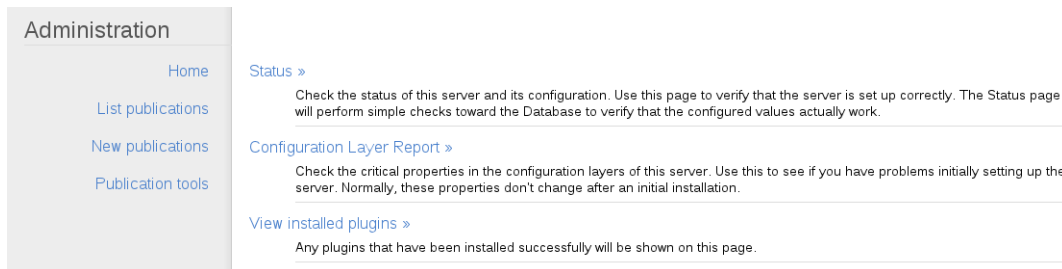 Administration
Home
List publications
New publications
Publication tools
Status »
Check the status of this server and its configuration. Use this page to verify that the server is set up correctly. The Status page
will perform simple checks toward the Database to verify that the configured values actually work.
Configuration Layer Report »
Check the critical properties in the configuration layers of this server. Use this to see if you have problems initially setting up the
server. Normally, these properties don't change after an initial installation.
View installed plugins »
Any plugins that have been installed successfully will be shown on this page.